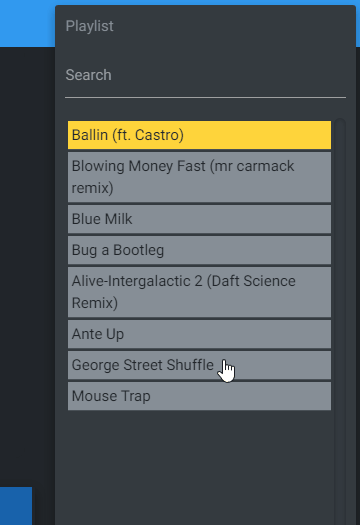 Playlist
Search
Ballin (ft. Castro)
Blowing Money Fast (mr carmack
remix)
Blue Milk
Bug a Bootleg
Alive-Intergalactic 2 (Daft Science
Remix)
Ante Up
George Street Shuffle
Mouse Trap